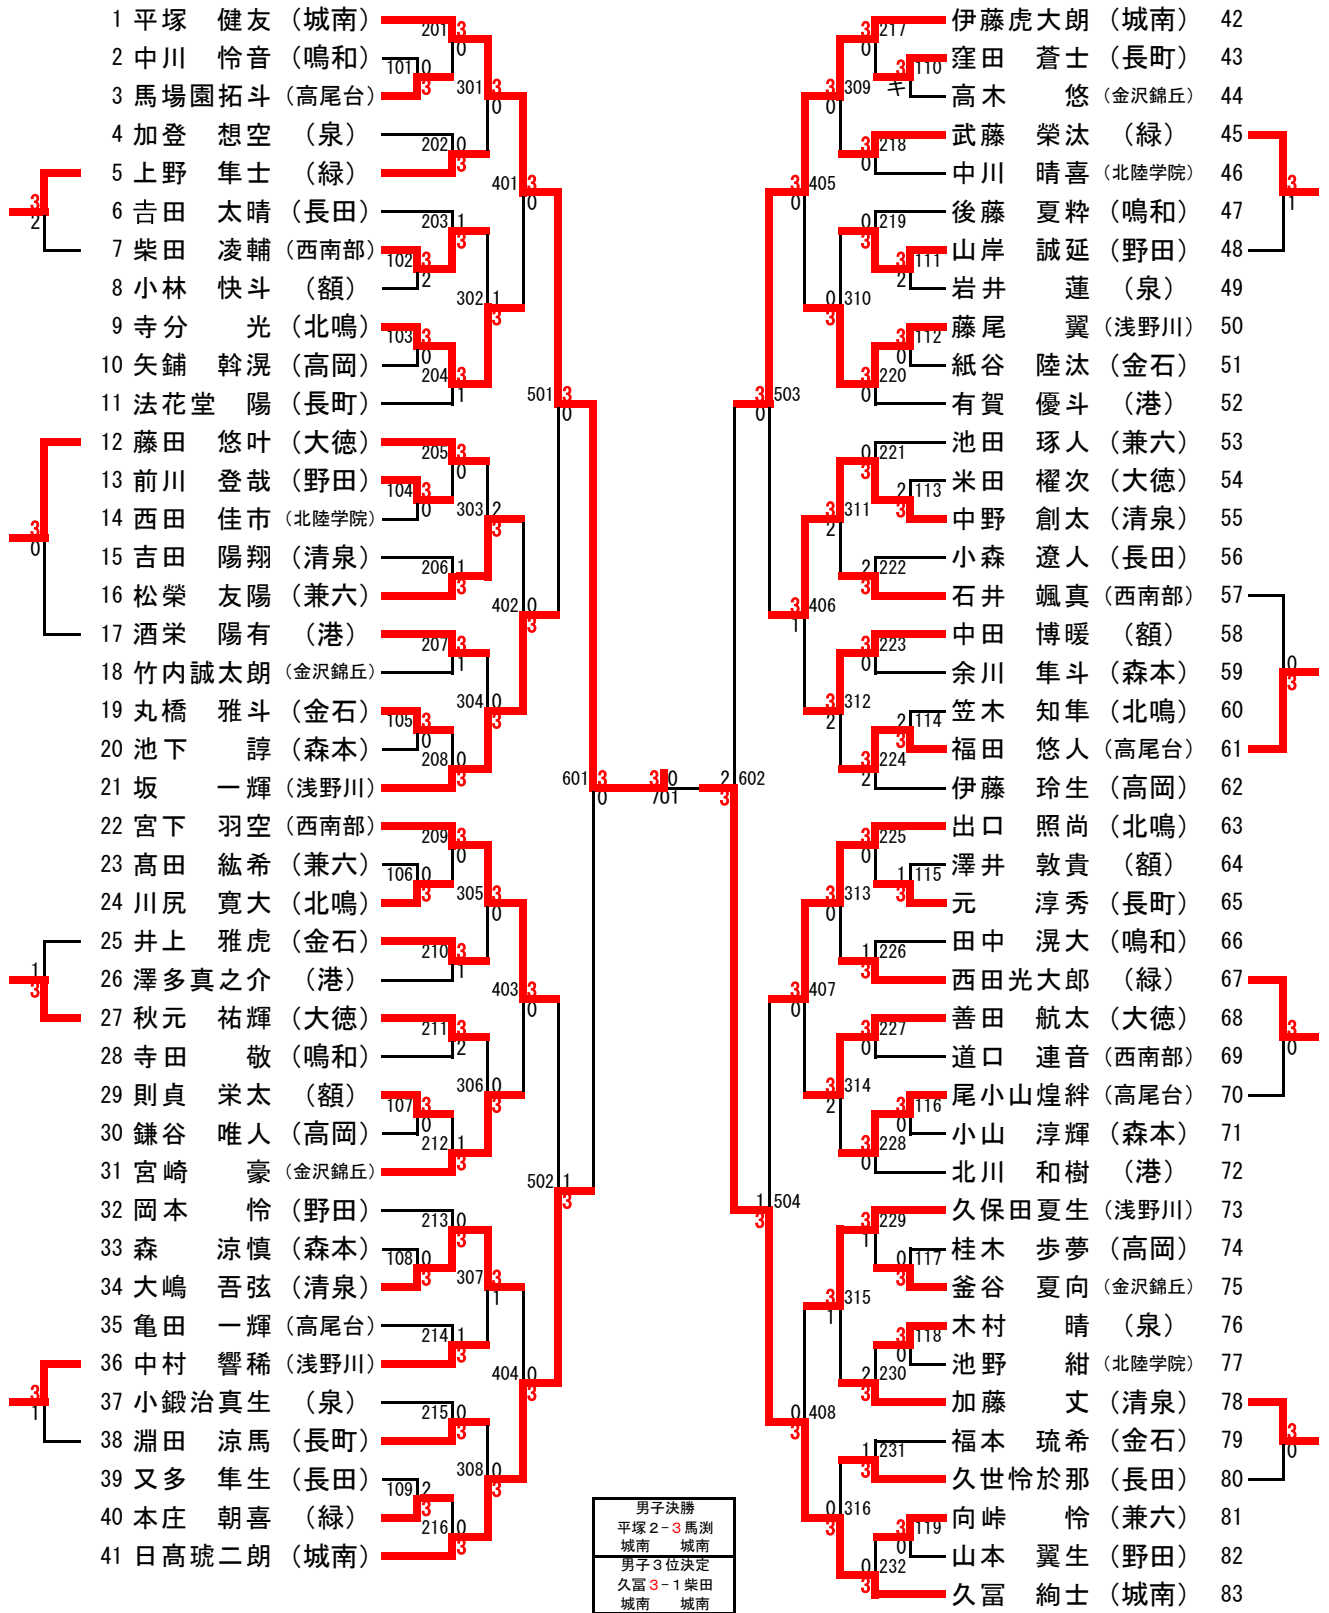 1 平塚 健友 (城南)
2 中川 怜音 (鳴和)
3 馬場園拓斗 (高尾台)
4 加登 想空 (泉)
5 上野 隼士 (緑)
6 𠮷田 太晴 (長田)
7 柴田 凌輔 (西南部)
8 小林 快斗 (額)
9 寺分 光 (北鳴)
10 矢鋪 斡滉 (高岡)
11 法花堂 陽 (長町)
12 藤田 悠叶 (大徳)
13 前川 登哉 (野田)
14 西田 佳市 (北陸学院)
15 吉田 陽翔 (清泉)
16 松榮 友陽 (兼六)
17 酒栄 陽有 (港)
18 竹内誠太朗 (金沢錦丘)
19 丸橋 雅斗 (金石)
20 池下 諄 (森本)
21 坂 一輝 (浅野川)
22 宮下 羽空 (西南部)
23 髙田 紘希 (兼六)
24 川尻 寛大 (北鳴)
25 井上 雅虎 (金石)
26 澤多真之介 (港)
27 秋元 祐輝 (大徳)
28 寺田 敬 (鳴和)
29 則貞 栄太 (額)
30 鎌谷 唯人 (高岡)
31 宮崎 豪 (金沢錦丘)
32 岡本 怜 (野田)
33 森 涼慎 (森本)
34 大嶋 吾弦 (清泉)
35 亀田 一輝 (高尾台)
36 中村 響稀 (浅野川)
37 小鍛治真生 (泉)
38 淵田 涼馬 (長町)
39 又多 隼生 (長田)
40 本庄 朝喜 (緑)
41 日髙琥二朗 (城南)
伊藤虎大朗 (城南) 42
窪田 蒼士 (長町) 43
高木 悠 (金沢錦丘) 44
武藤 榮汰 (緑) 45
中川 晴喜 (北陸学院) 46
後藤 夏粋 (鳴和) 47
山岸 誠延 (野田) 48
岩井 蓮 (泉) 49
藤尾 翼 (浅野川) 50
紙谷 陸汰 (金石) 51
有賀 優斗 (港) 52
池田 琢人 (兼六) 53
米田 櫂次 (大徳) 54
中野 創太 (清泉) 55
小森 遼人 (長田) 56
石井 颯真 (西南部) 57
中田 博暖 (額) 58
余川 隼斗 (森本) 59
笠木 知隼 (北鳴) 60
福田 悠人 (高尾台) 61
伊藤 玲生 (高岡) 62
出口 照尚 (北鳴) 63
澤井 敦貴 (額) 64
元 淳秀 (長町) 65
田中 滉大 (鳴和) 66
西田光大郎 (緑) 67
善田 航太 (大徳) 68
道口 連音 (西南部) 69
尾小山煌絆 (高尾台) 70
小山 淳輝 (森本) 71
北川 和樹 (港) 72
久保田夏生 (浅野川) 73
桂木 歩夢 (高岡) 74
釜谷 夏向 (金沢錦丘) 75
木村 晴 (泉) 76
池野 紺 (北陸学院) 77
加藤 丈 (清泉) 78
福本 琉希 (金石) 79
久世怜於那 (長田) 80
向峠 怜 (兼六) 81
山本 翼生 (野田) 82
久冨 絢士 (城南) 83
男子決勝
平塚 2-3 馬渕
城南 城南
男子3位決定
久冨 3-1 柴田
城南 城南